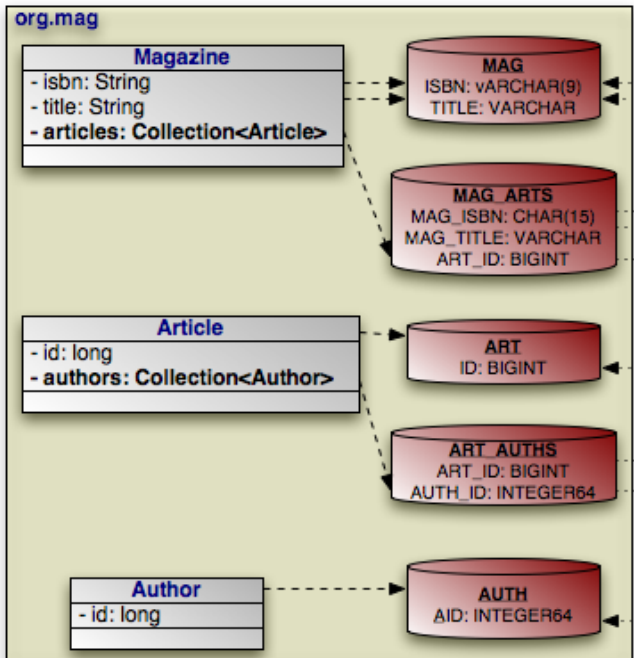 org.mag
Magazine
- isbn: String
- title: String
- articles: Collection<Article>
MAG
ISBN: vARCHAR(9)
TITLE: VARCHAR
MAG_ARTS
MAG_ISBN: CHAR(15)
MAG_TITLE: VARCHAR
ART_ID: BIGINT
Article
- id: long
- authors: Collection<Author>
ART
ID: BIGINT
ART_AUTHS
ART_ID: BIGINT
AUTH_ID: INTEGER64
Author
- id: long
AUTH
AID: INTEGER64